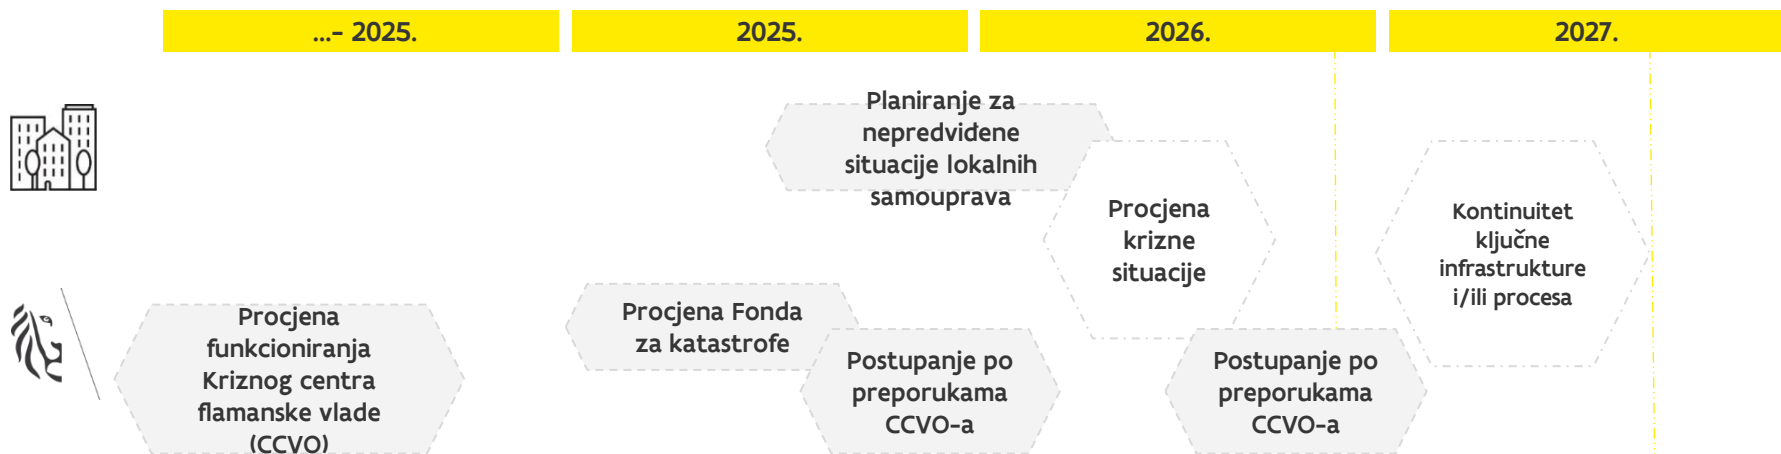 ...- 2025.
2025.
2026.
2027.
Planiranje za
nepredviđene
situacije lokalnih
samouprava
Procjena
krizne
situacije
Kontinuitet
ključne
infrastrukture
i/ili procesa
Procjena
funkcioniranja
Kriznog centra
flamanske vlade
(CCVO)
Procjena Fonda
za katastrofe
Postupanje po
preporukama
CCVO-a
Postupanje po
preporukama
CCVO-a